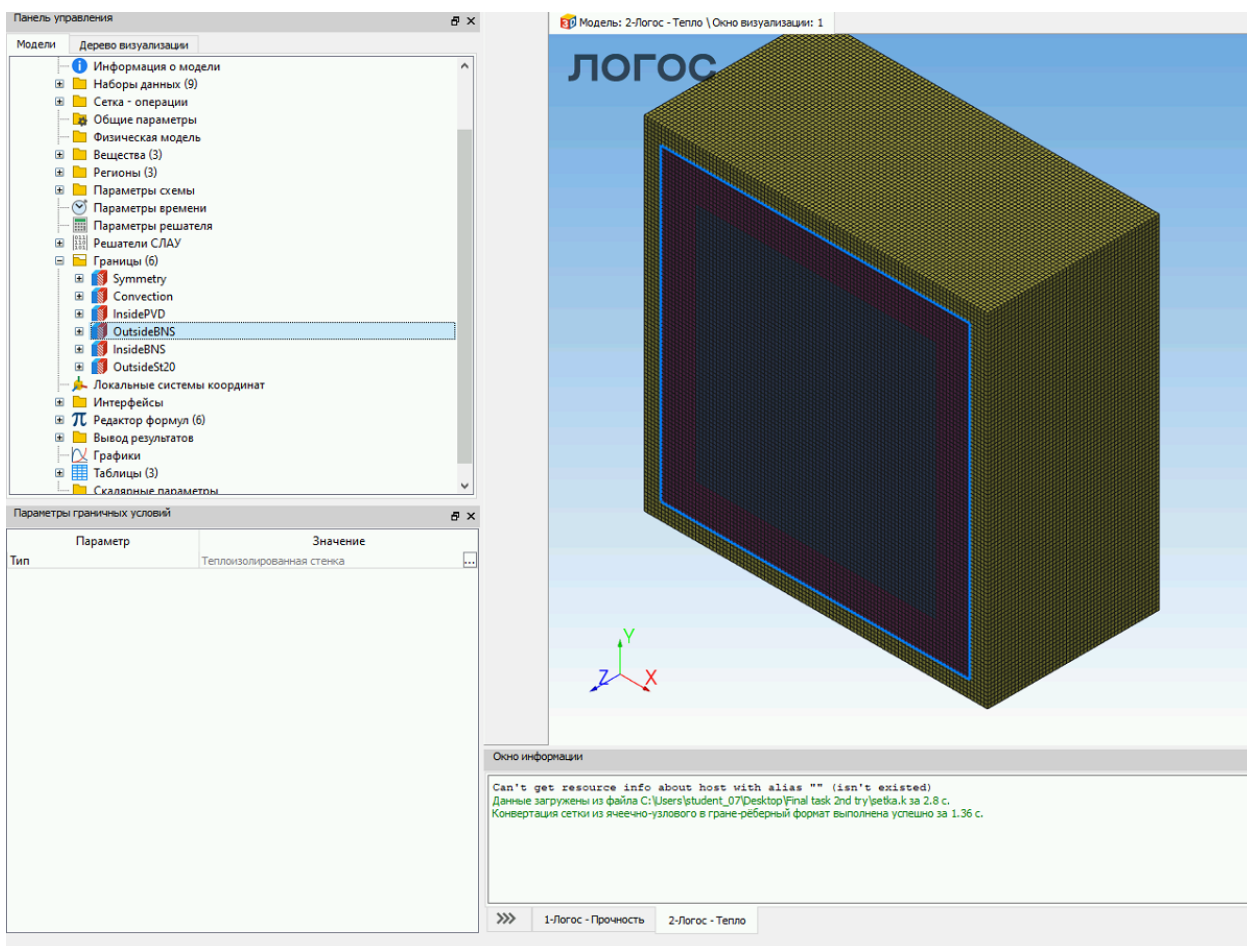 Панель управления
Модели
Дерево визуализации
Информация о модели
Наборы данных (9)
Сетка - операции
Общие параметры
Физическая модель
Вещества (3)
Регионы (3)
Параметры схемы
Параметры времени
Параметры решателя
Решатели СЛАУ
Границы (6)
Symmetry
Convection
InsidePVD
OutsideBNS
InsideBNS
OutsideSt20
Локальные системы координат
Интерфейсы
Редактор формул (6)
Вывод результатов
Графики
Таблицы (3)
Скалярные параметры
Параметры граничных условий
Параметр Значение
Тип Теплоизолированная стенка ...
Модель: 2-Логос - Тепло \ Окно визуализации: 1
ЛОГОС
Y
Z X
Окно информации
Can't get resource info about host with alias "" (isn't existed)
Данные загружены из файла C:\Users\student_07\Desktop\Final task 2nd try\setka.k за 2.8 с.
Конвертация сетки из ячеечно-узлового в гране-рёберный формат выполнена успешно за 1.36 с.
1-Логос - Прочность
2-Логос - Тепло